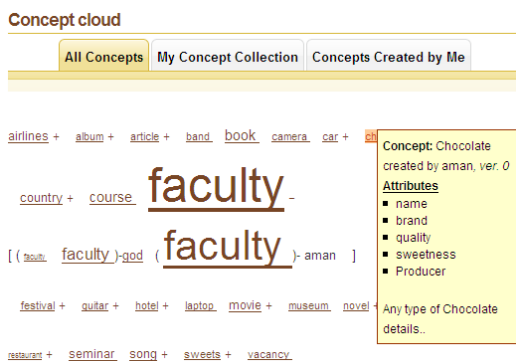 Concept cloud
All Concepts My Concept Collection Concepts Created by Me
airlines + album + article + band book camera car + ch
Concept: Chocolate
created by aman, ver. 0
Attributes
name
brand
quality
sweetness
Producer
Any type of Chocolate
details..
country + course faculty -
[ ( faculty faculty )-god ( faculty )- aman ]
festival + guitar + hotel + laptop movie + museum novel +
restaurant + seminar song + sweets + vacancy